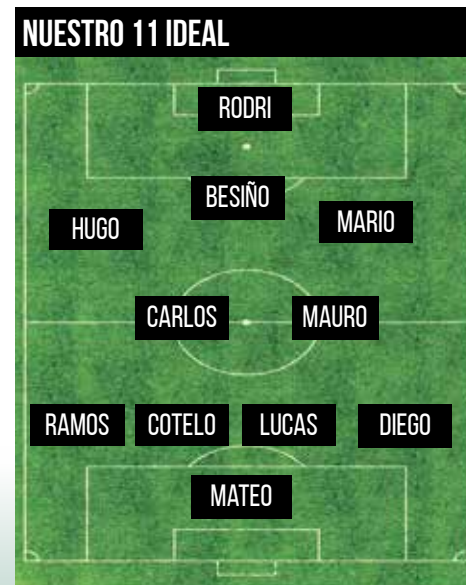 NUESTRO 11 IDEAL
RODRI
BESIÑO
HUGO
MARIO
CARLOS
MAURO
RAMOS
COTELO
LUCAS
DIEGO
MATEO